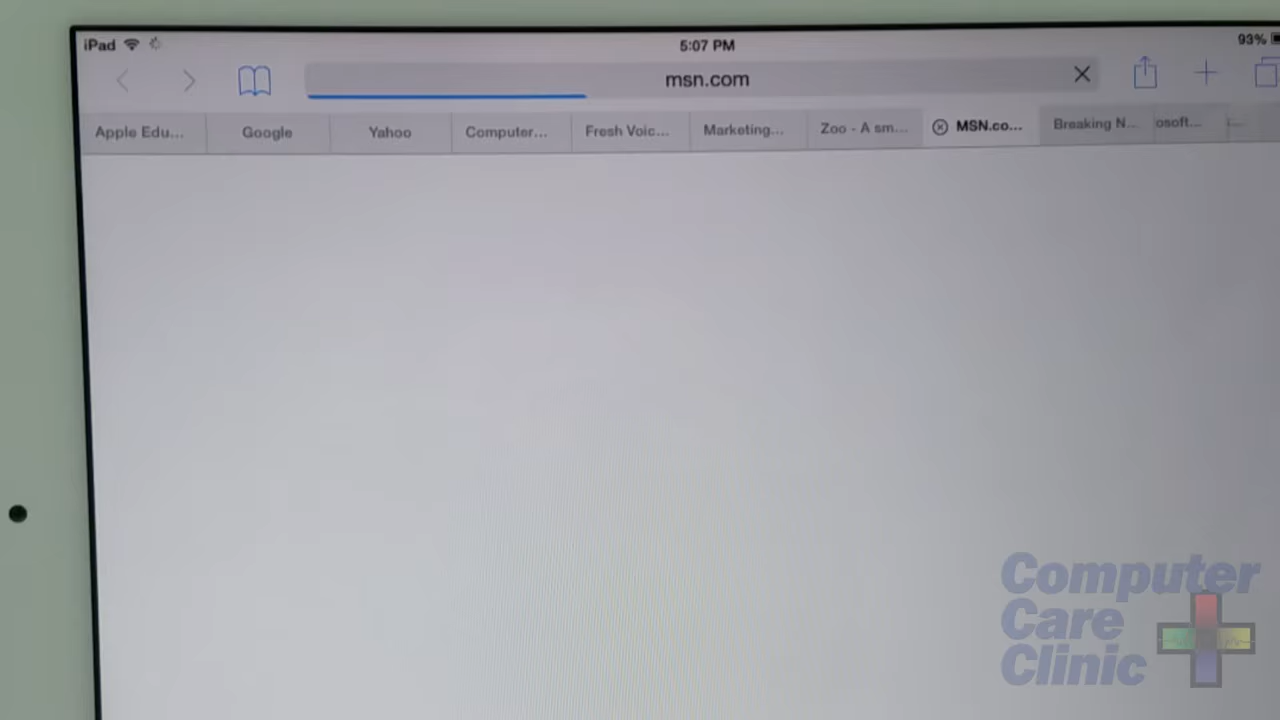 iPad 5:07 PM 93%
msn.com
Apple Edu... Google Yahoo Computer... Fresh Voic... Marketing... Zoo - A sm... MSN.co... Breaking N... osoft...
Computer
Care
Clinic